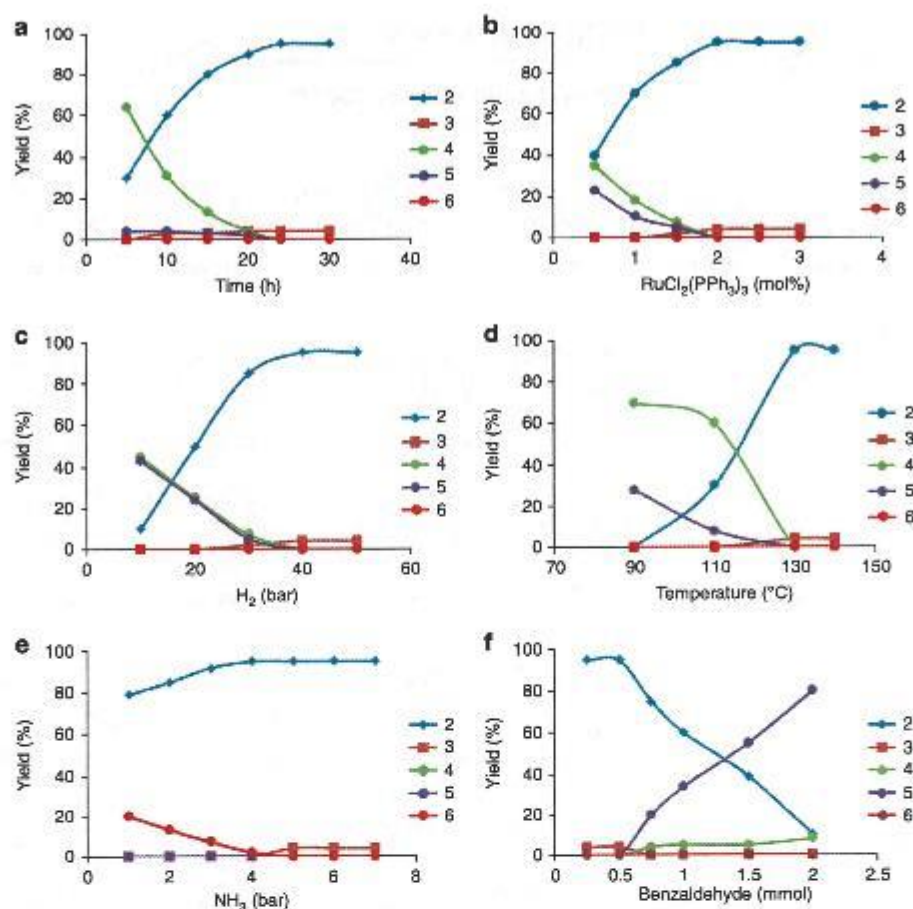 a
100
80
60
40
20
0
Yield (%)
0 10 20 30 40
Time (h)
2
3
4
5
6
b
100
80
60
40
20
0
Yield (%)
0 1 2 3 4
RuCl₂(PPh₃)₃ (mol%)
2
3
4
5
6
c
100
80
60
40
20
0
Yield (%)
0 20 40 60
H₂ (bar)
2
3
4
5
6
d
100
80
60
40
20
0
Yield (%)
70 90 110 130 150
Temperature (°C)
2
3
4
5
6
e
100
80
60
40
20
0
Yield (%)
0 2 4 6 8
NH₃ (bar)
2
3
4
5
6
f
100
80
60
40
20
0
Yield (%)
0 0.5 1 1.5 2 2.5
Benzaldehyde (mmol)
2
3
4
5
6